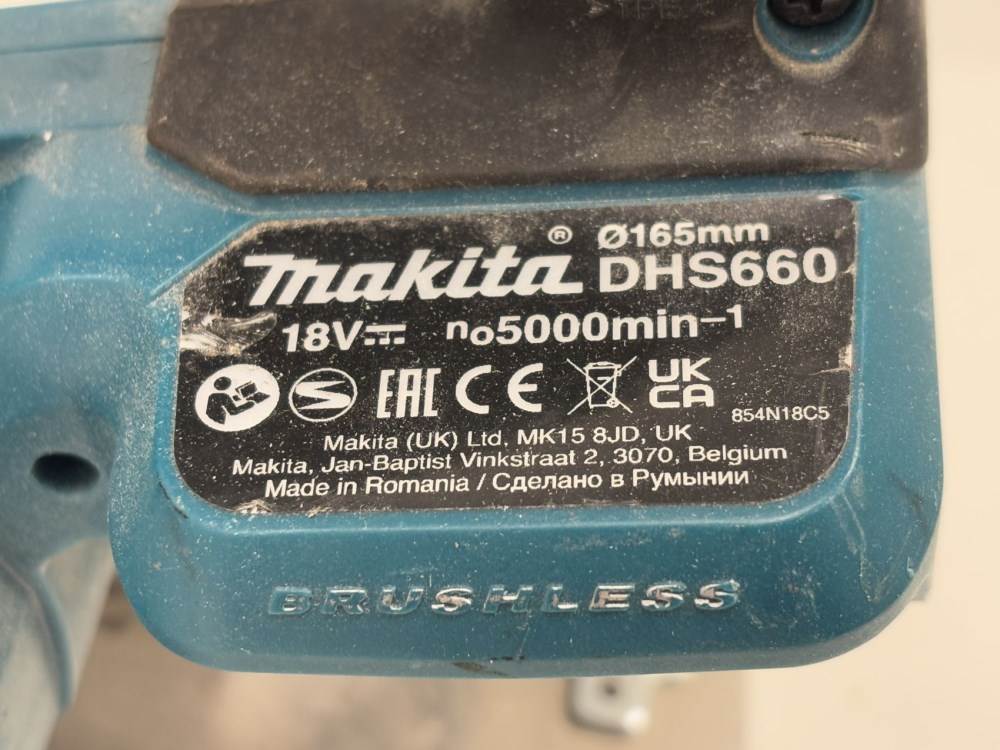 makita® Ø165mm
DHS660
18V⎓ n₀5000min⁻¹
EAC CE UK
CA
854N18C5
Makita (UK) Ltd, MK15 8JD, UK
Makita, Jan-Baptist Vinkstraat 2, 3070, Belgium
Made in Romania / Сделано в Румынии
BRUSHLESS